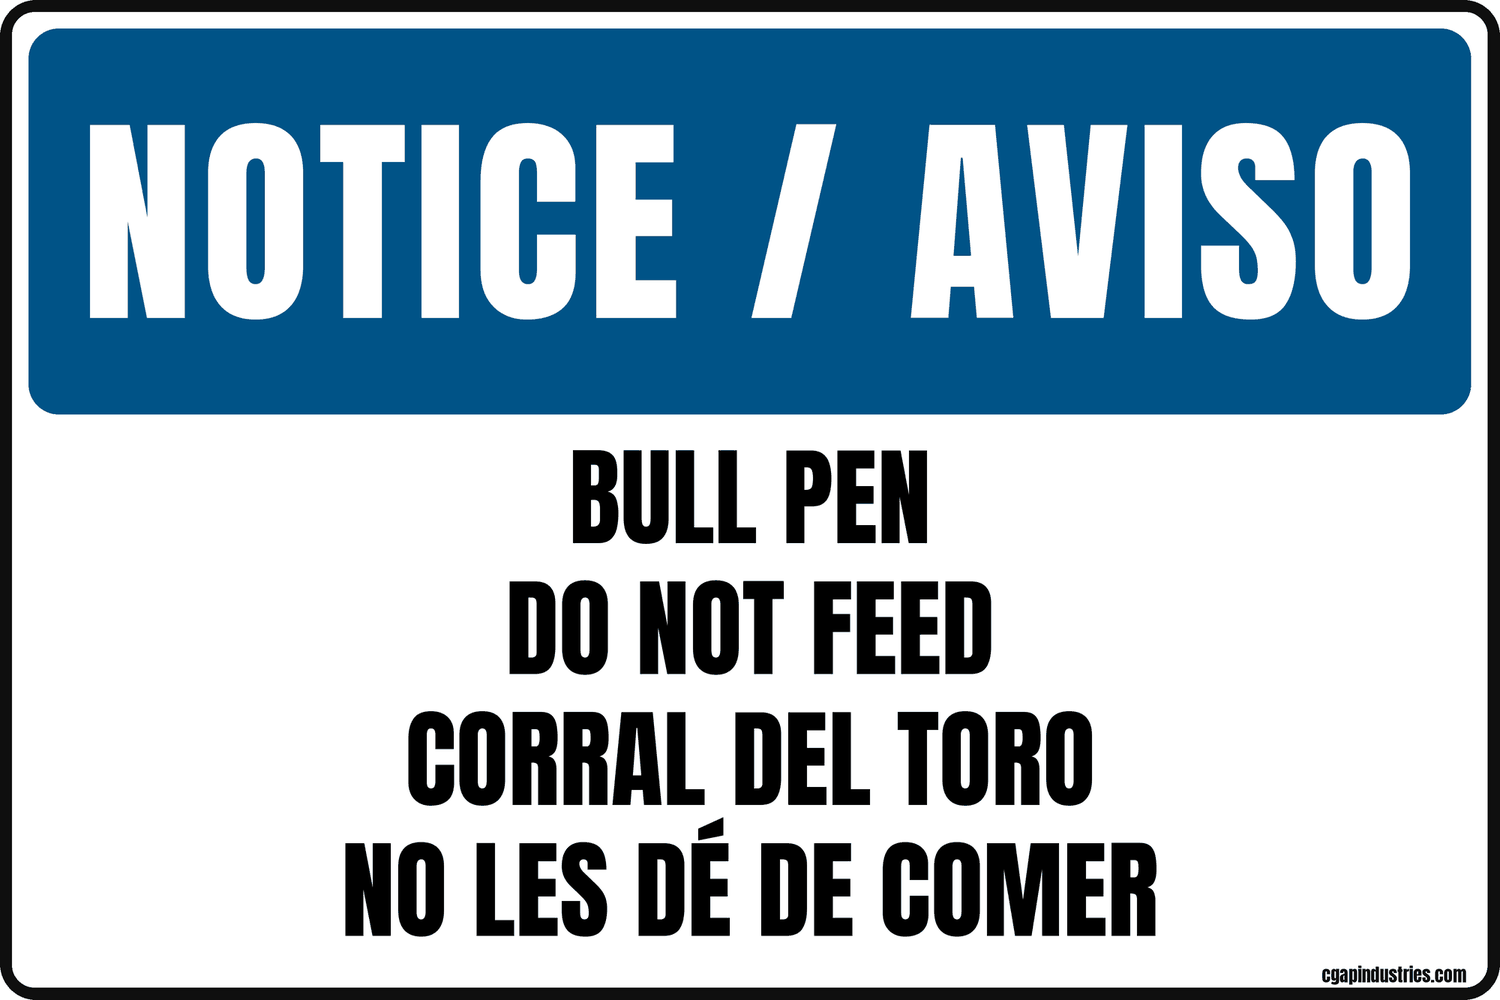 NOTICE / AVISO
BULL PEN
DO NOT FEED
CORRAL DEL TORO
NO LES DÉ DE COMER
cgapindustries.com